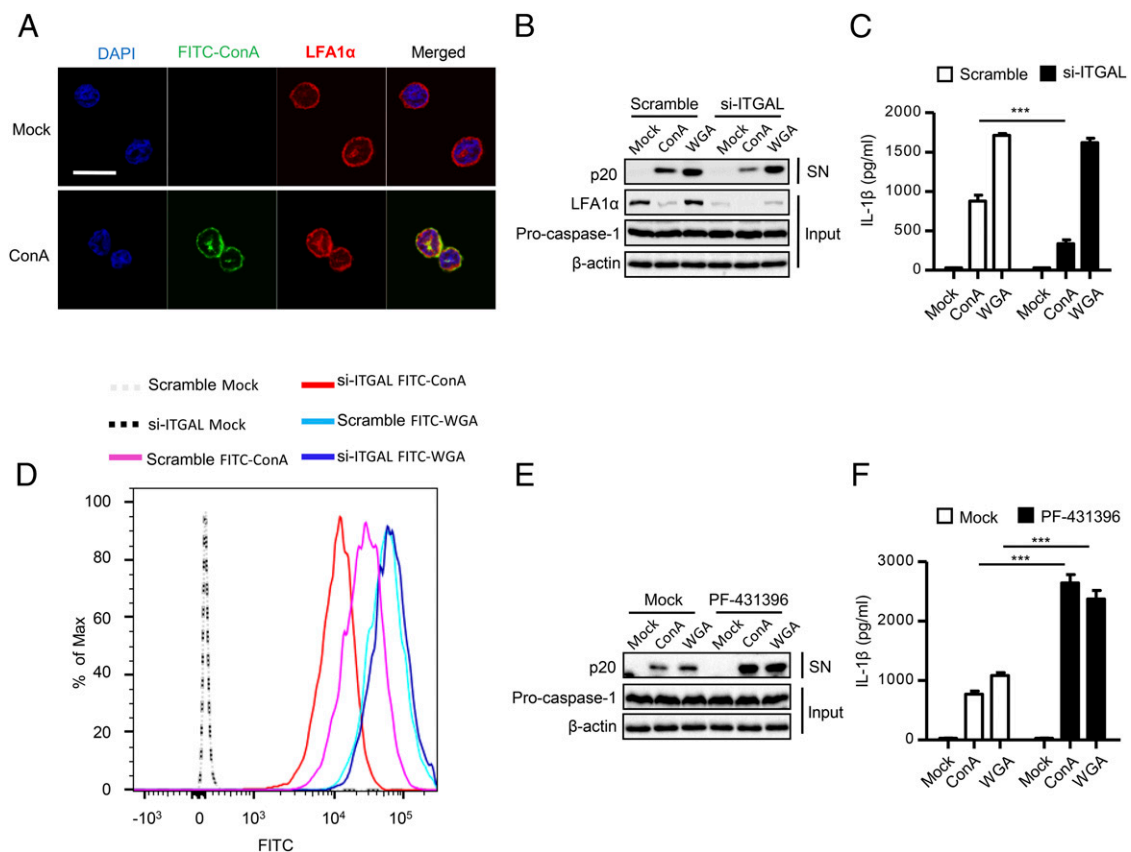 A
DAPI FITC-ConA LFA1α Merged
Mock
ConA
B
Scramble si-ITGAL
Mock ConA WGA Mock ConA WGA
p20 SN
LFA1α
Pro-caspase-1 Input
β-actin
C
Scramble si-ITGAL
***
IL-1β (pg/ml)
2000
1500
1000
500
0
Mock ConA WGA Mock ConA WGA
Scramble Mock si-ITGAL FITC-ConA
si-ITGAL Mock Scramble FITC-WGA
Scramble FITC-ConA si-ITGAL FITC-WGA
D
% of Max
100
80
60
40
20
0
-10³ 0 10³ 10⁴ 10⁵
FITC
E
Mock PF-431396
Mock ConA WGA Mock ConA WGA
p20 SN
Pro-caspase-1 Input
β-actin
F
Mock PF-431396
***
***
IL-1β (pg/ml)
3000
2000
1000
0
Mock ConA WGA Mock ConA WGA